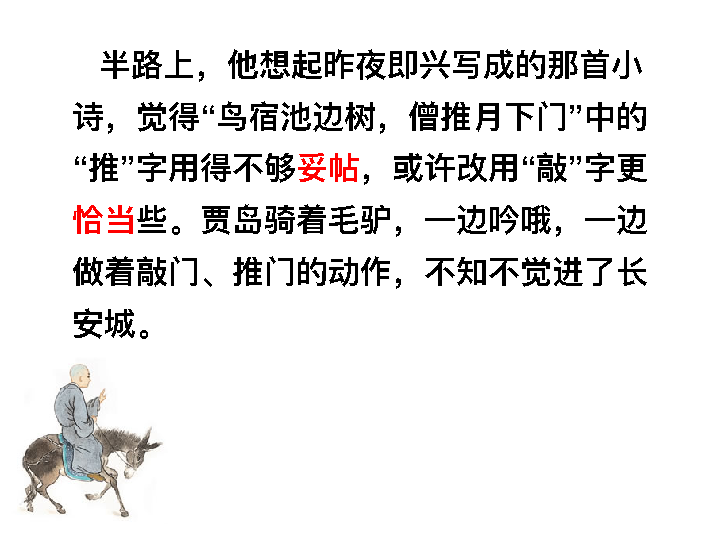 半路上，他想起昨夜即兴写成的那首小
诗，觉得“鸟宿池边树，僧推月下门”中的
“推”字用得不够妥帖，或许改用“敲”字更
恰当些。贾岛骑着毛驴，一边吟哦，一边
做着敲门、推门的动作，不知不觉进了长
安城。